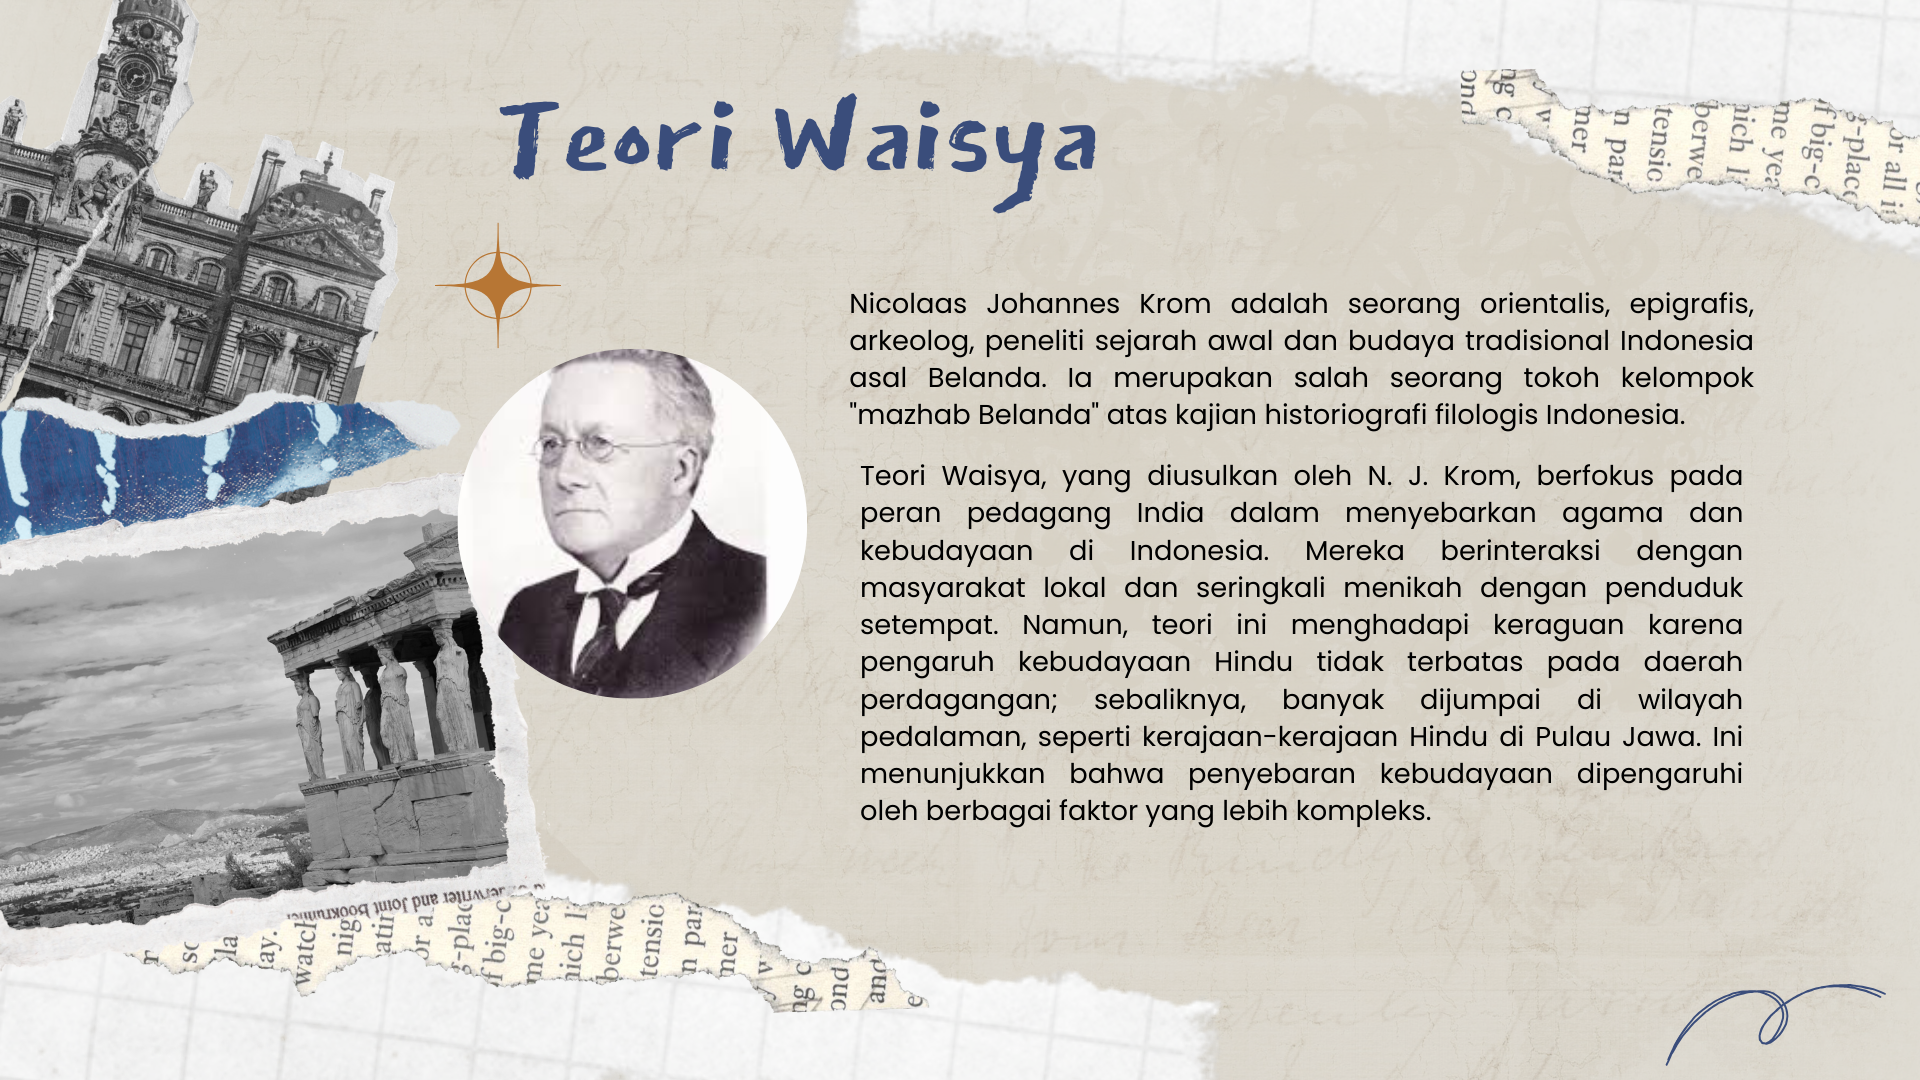 Teori Waisya
Nicolaas Johannes Krom adalah seorang orientalis, epigrafis,
arkeolog, peneliti sejarah awal dan budaya tradisional Indonesia
asal Belanda. Ia merupakan salah seorang tokoh kelompok
"mazhab Belanda" atas kajian historiografi filologis Indonesia.
Teori Waisya, yang diusulkan oleh N. J. Krom, berfokus pada
peran pedagang India dalam menyebarkan agama dan
kebudayaan di Indonesia. Mereka berinteraksi dengan
masyarakat lokal dan seringkali menikah dengan penduduk
setempat. Namun, teori ini menghadapi keraguan karena
pengaruh kebudayaan Hindu tidak terbatas pada daerah
perdagangan; sebaliknya, banyak dijumpai di wilayah
pedalaman, seperti kerajaan-kerajaan Hindu di Pulau Jawa. Ini
menunjukkan bahwa penyebaran kebudayaan dipengaruhi
oleh berbagai faktor yang lebih kompleks.
and Joint Bookrunner